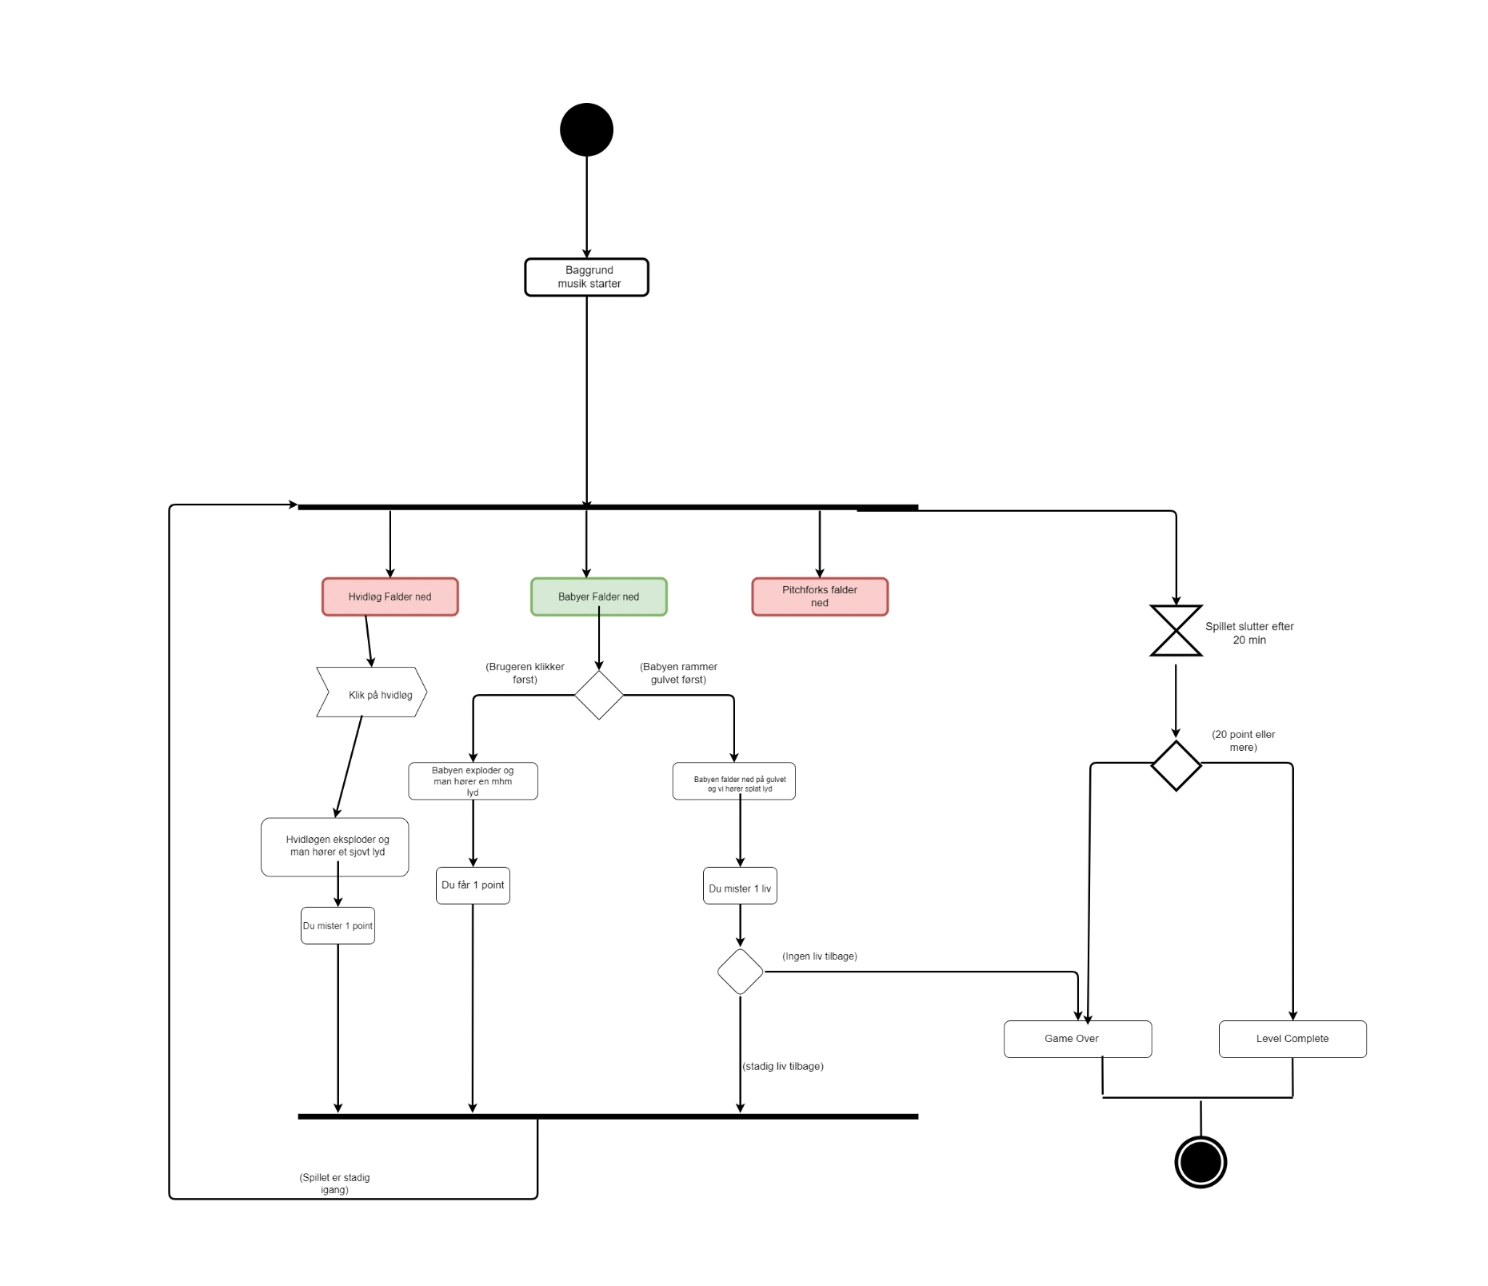 Baggrund
musik starter
Hvidløg Falder ned
Babyer Falder ned
Pitchforks falder
ned
Spillet slutter efter
20 min
(Brugeren klikker
først)
(Babyen rammer
gulvet først)
Klik på hvidløg
(20 point eller
mere)
Babyen exploder og
man hører en mhm
lyd
Babyen falder ned på gulvet
og vi hører splat lyd
Hvidløgen eksploder og
man hører et sjovt lyd
Du får 1 point
Du mister 1 liv
Du mister 1 point
(Ingen liv tilbage)
Game Over
Level Complete
(stadig liv tilbage)
(Spillet er stadig
igang)